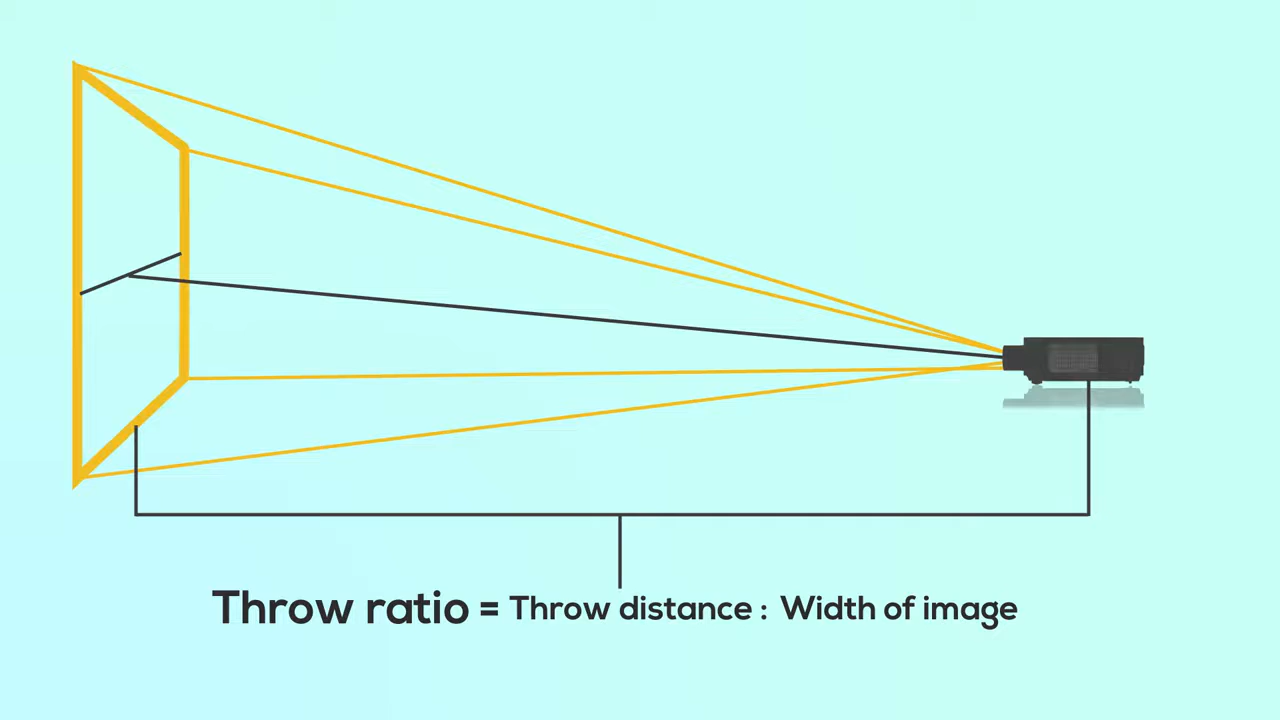 Throw ratio = Throw distance : Width of image